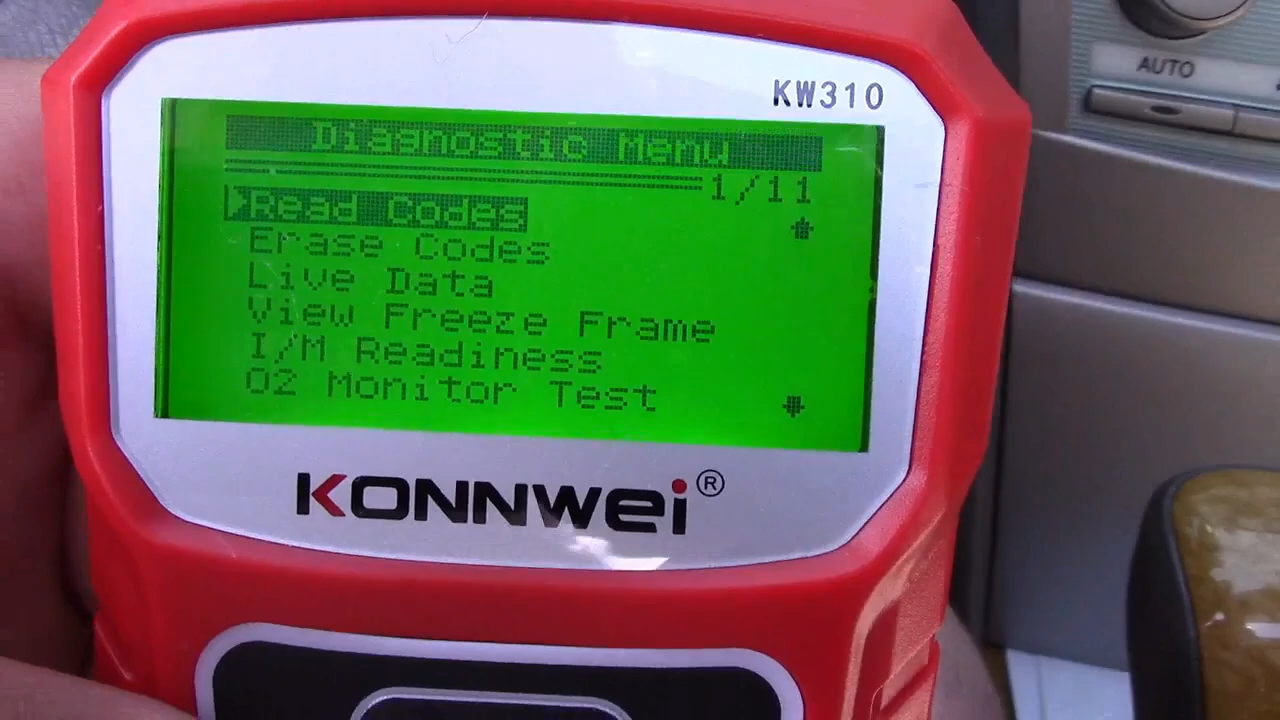 AUTO
KW310
Diagnostic Menu
1/11
Read Codes
Erase Codes
Live Data
View Freeze Frame
I/M Readiness
O2 Monitor Test
KONNWEI®